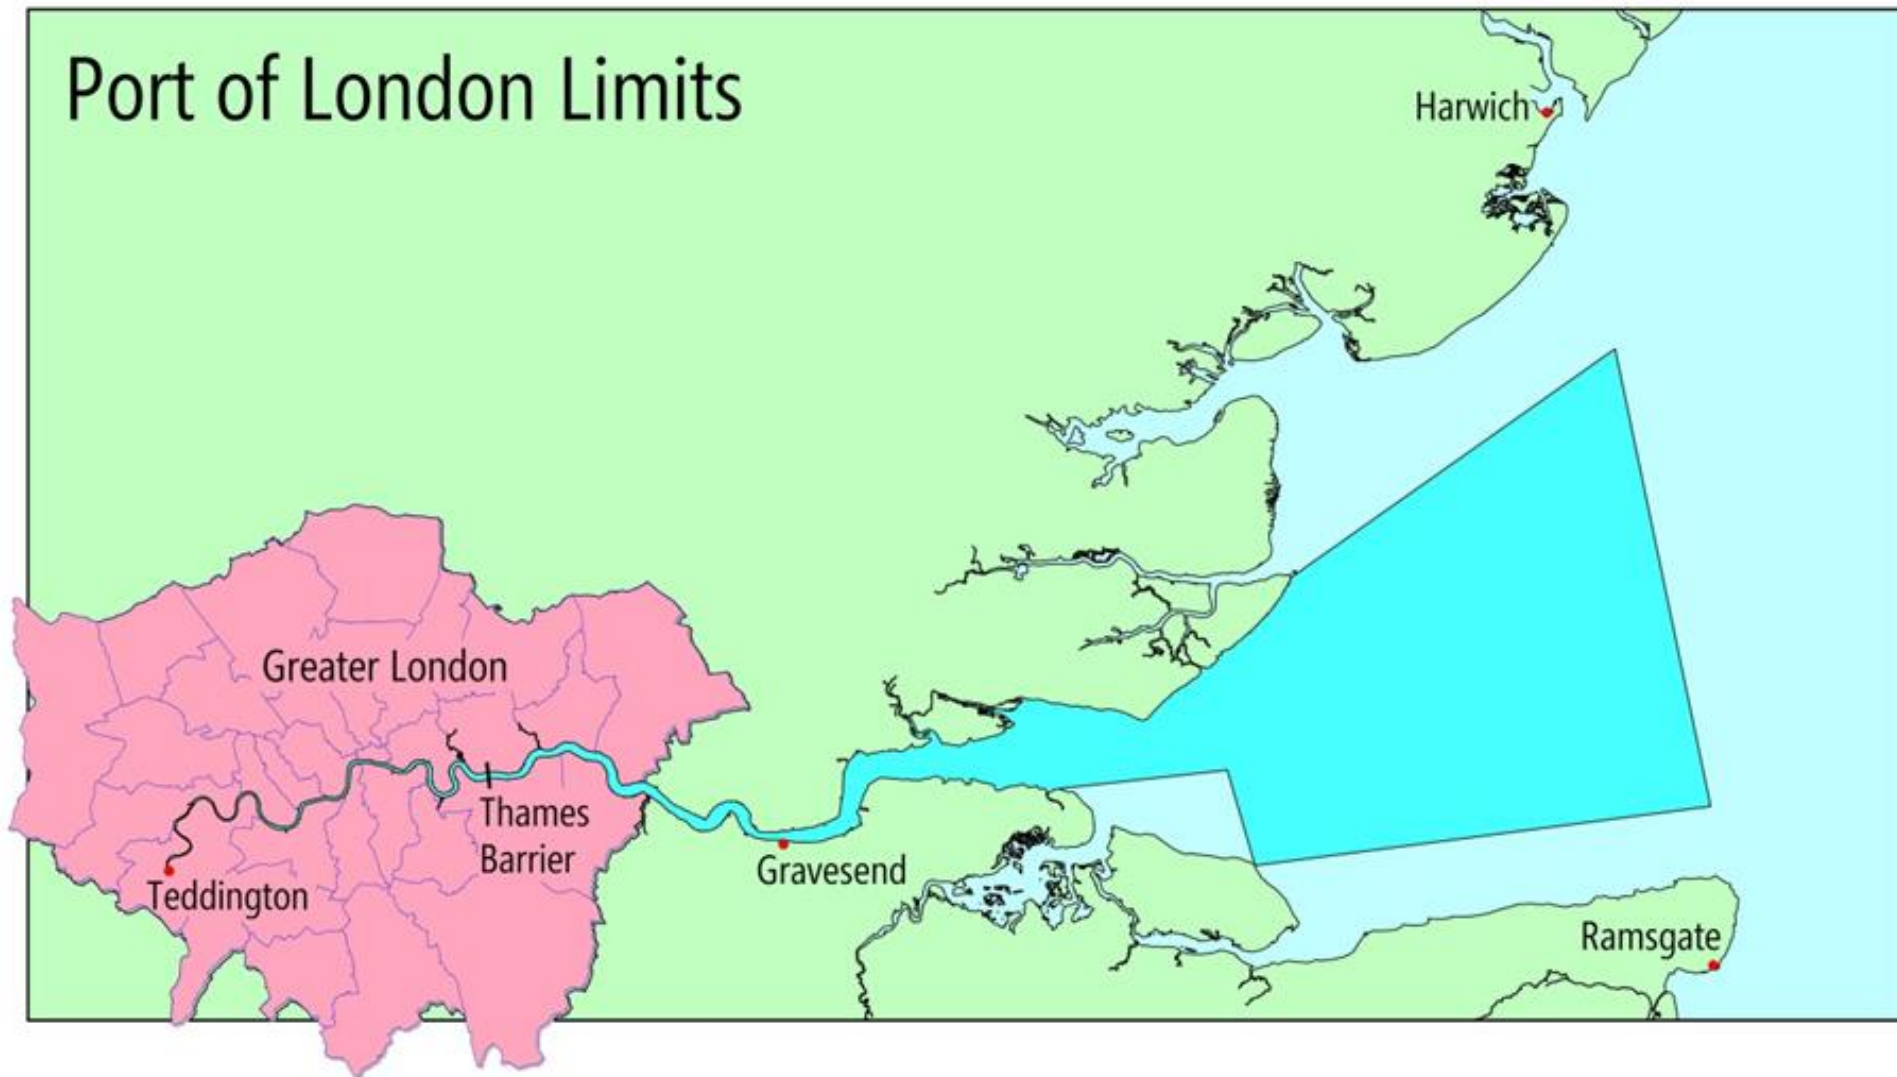 Port of London Limits
Harwich
Greater London
Thames
Barrier
Gravesend
Teddington
Ramsgate